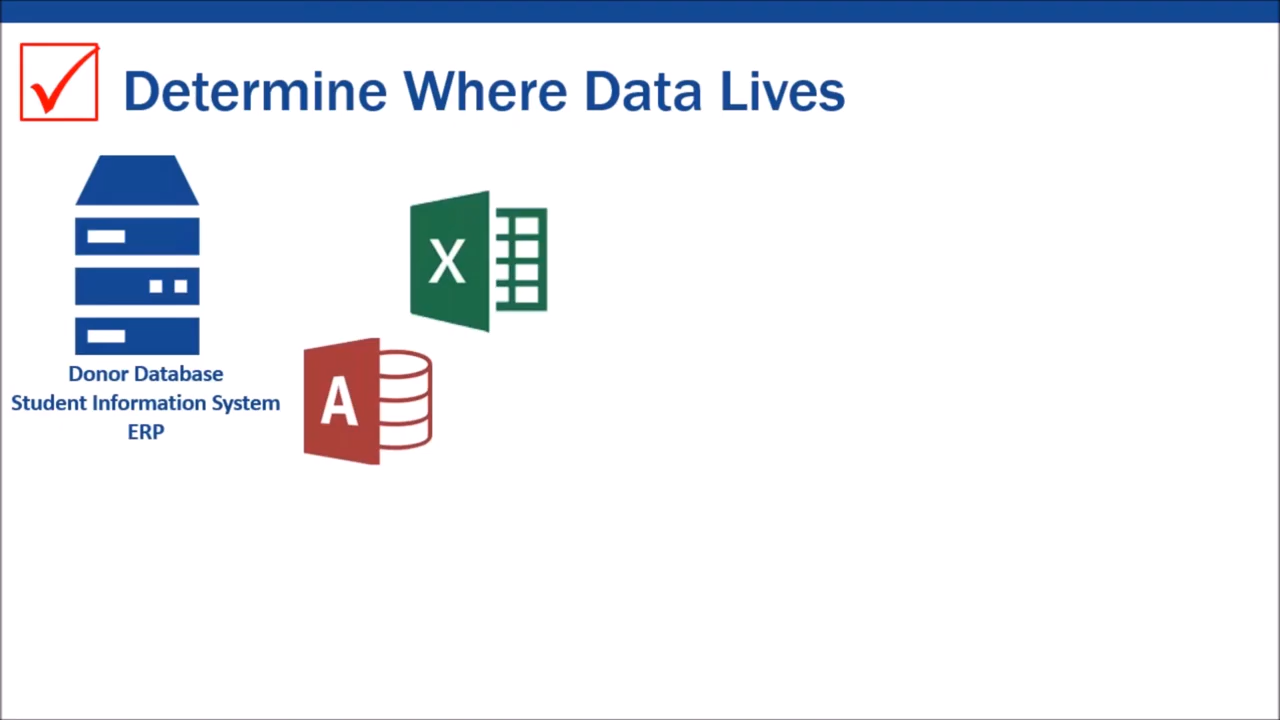 Determine Where Data Lives
Donor Database
Student Information System
ERP
X
A